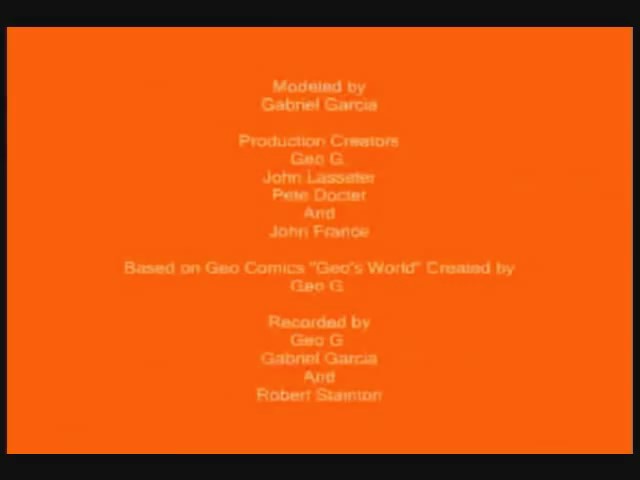 Modeled by
Gabriel Garcia
Production Creators
Geo G.
John Lasseter
Pete Docter
And
John France
Based on Geo Comics "Geo's World" Created by
Geo G
Recorded by
Geo G
Gabriel Garcia
And
Robert Stainton